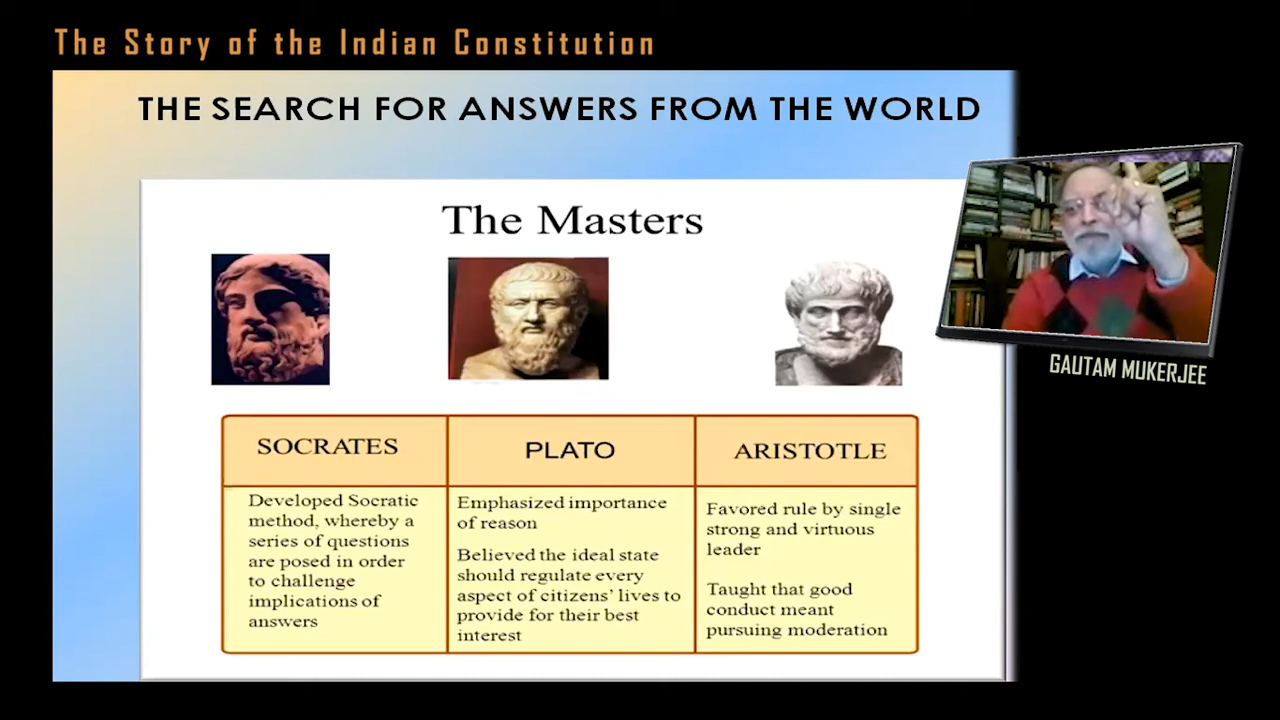 The Story of the Indian Constitution
THE SEARCH FOR ANSWERS FROM THE WORLD
The Masters
GAUTAM MUKERJEE
SOCRATES
Developed Socratic
method, whereby a
series of questions
are posed in order
to challenge
implications of
answers
PLATO
Emphasized importance
of reason
Believed the ideal state
should regulate every
aspect of citizens' lives to
provide for their best
interest
ARISTOTLE
Favored rule by single
strong and virtuous
leader
Taught that good
conduct meant
pursuing moderation